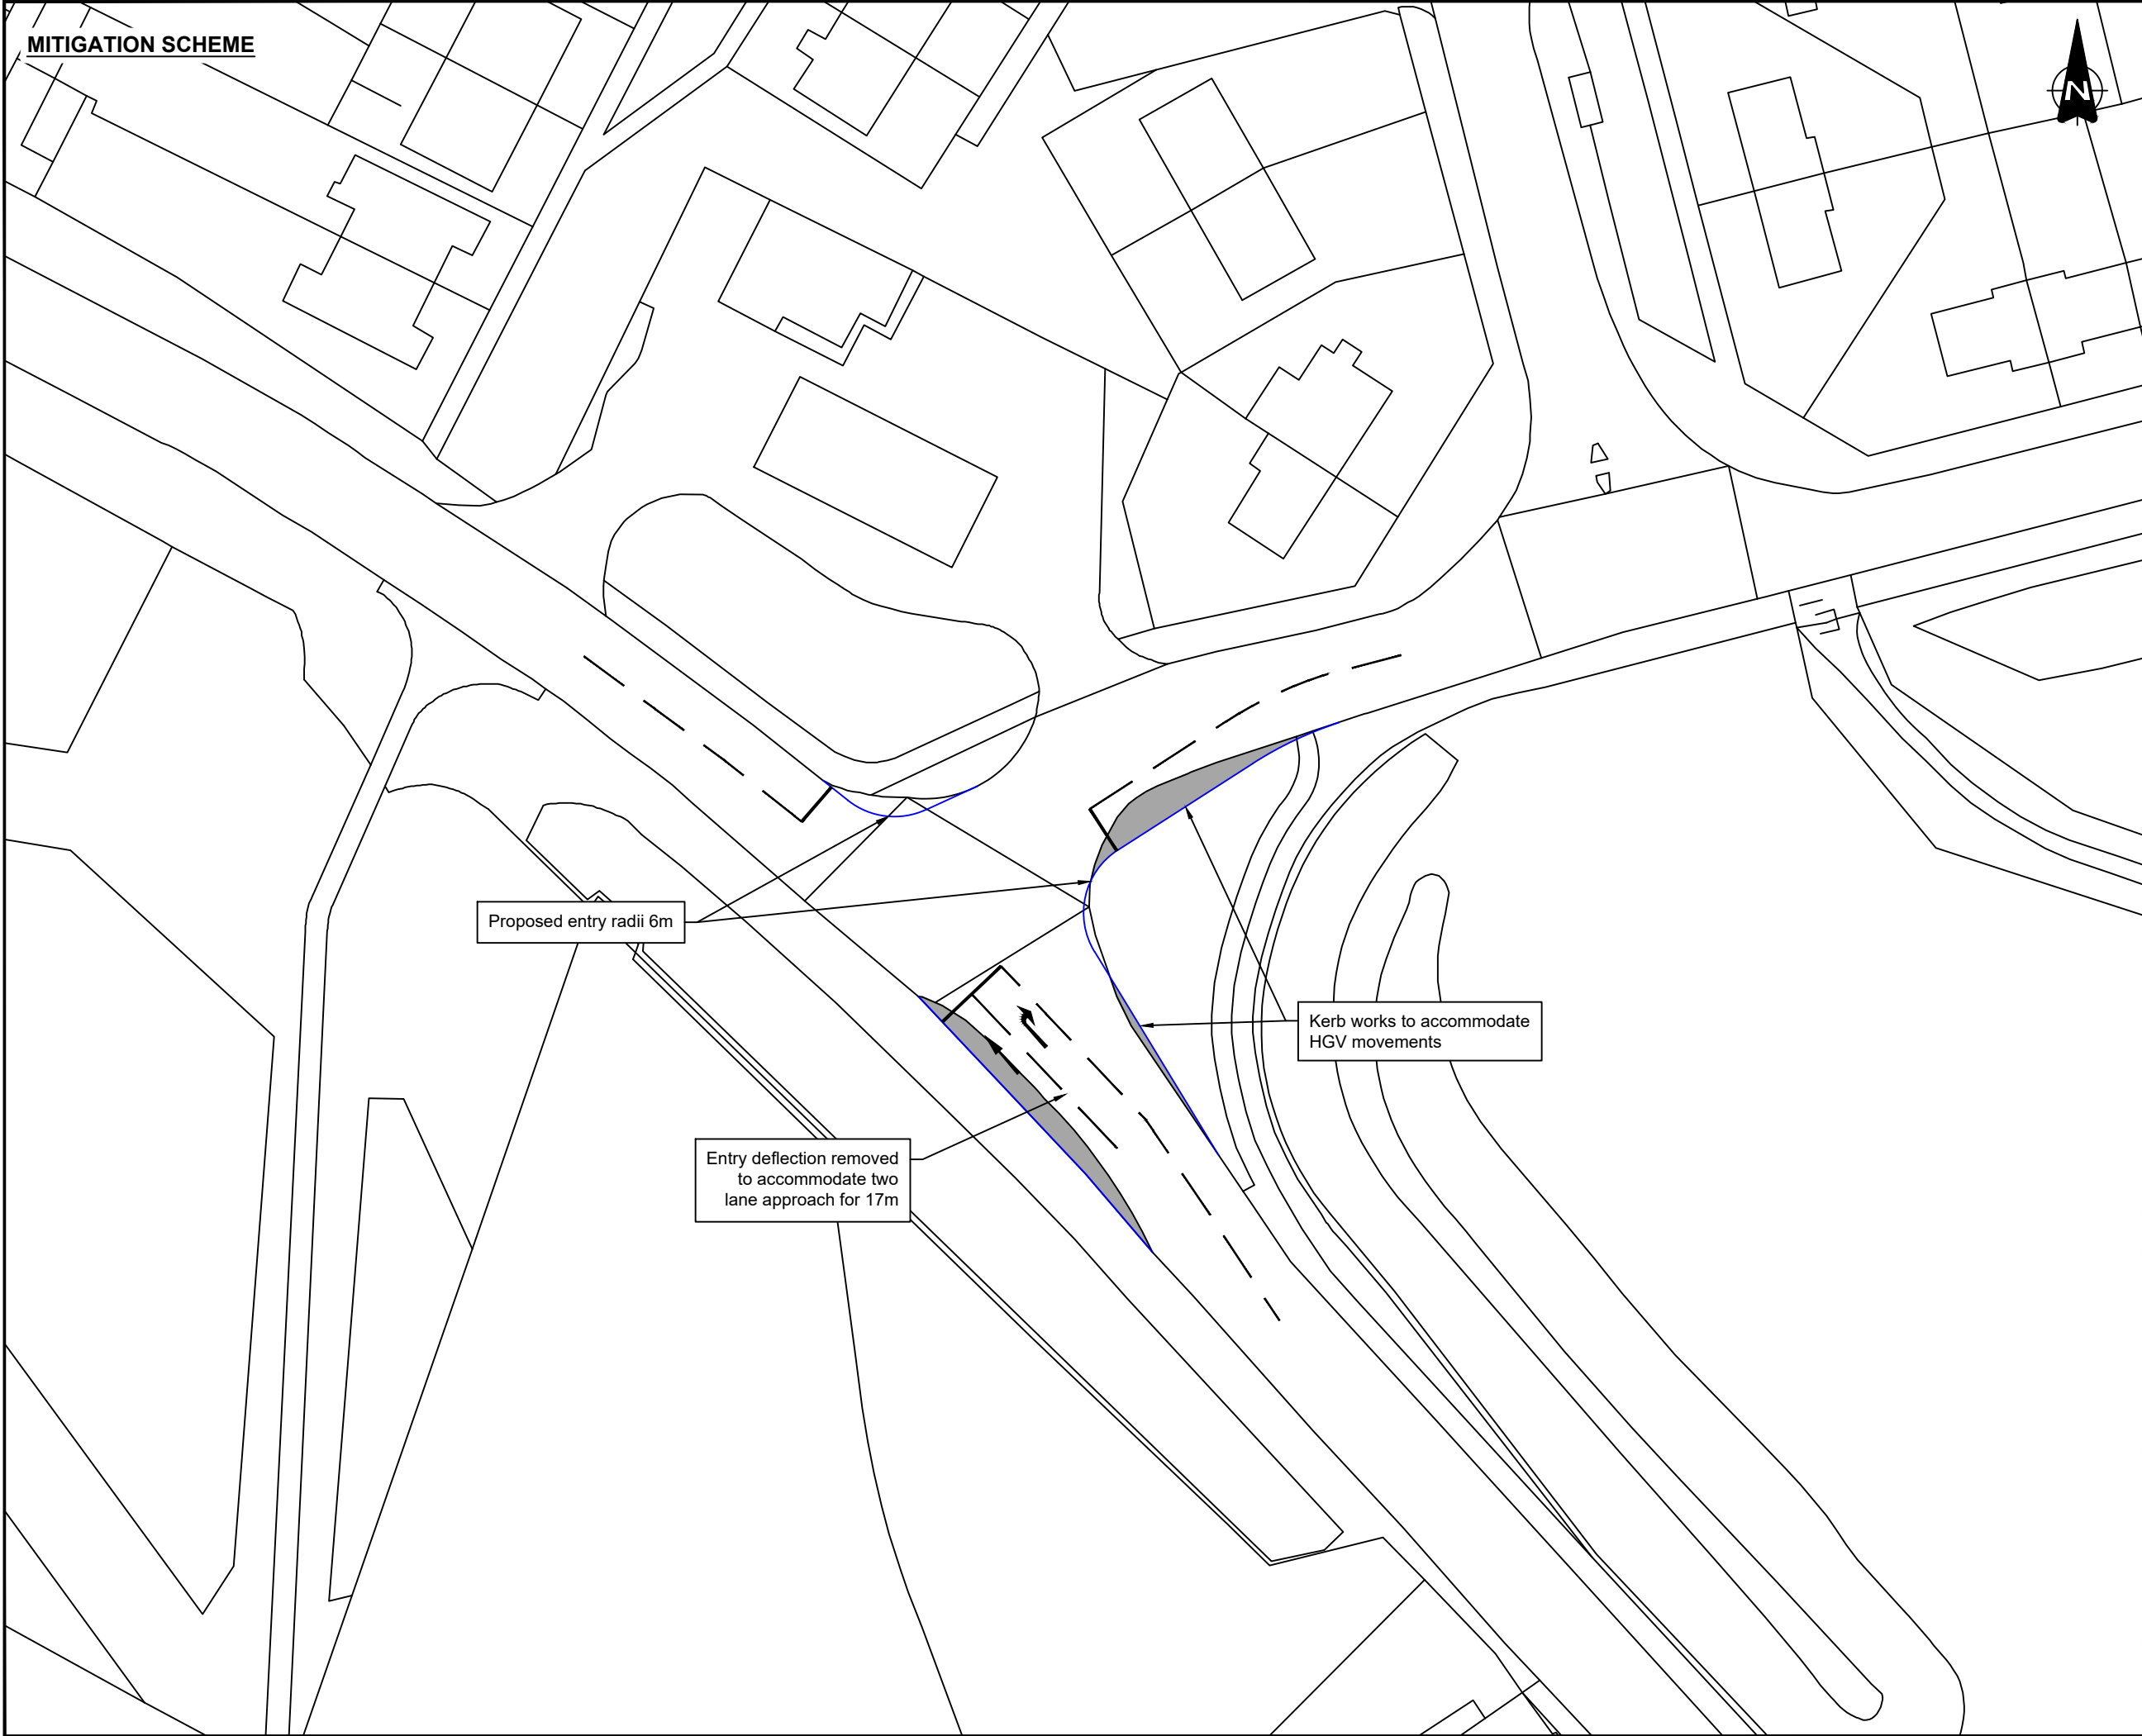 MITIGATION SCHEME
N
Proposed entry radii 6m
Kerb works to accommodate
HGV movements
Entry deflection removed
to accommodate two
lane approach for 17m